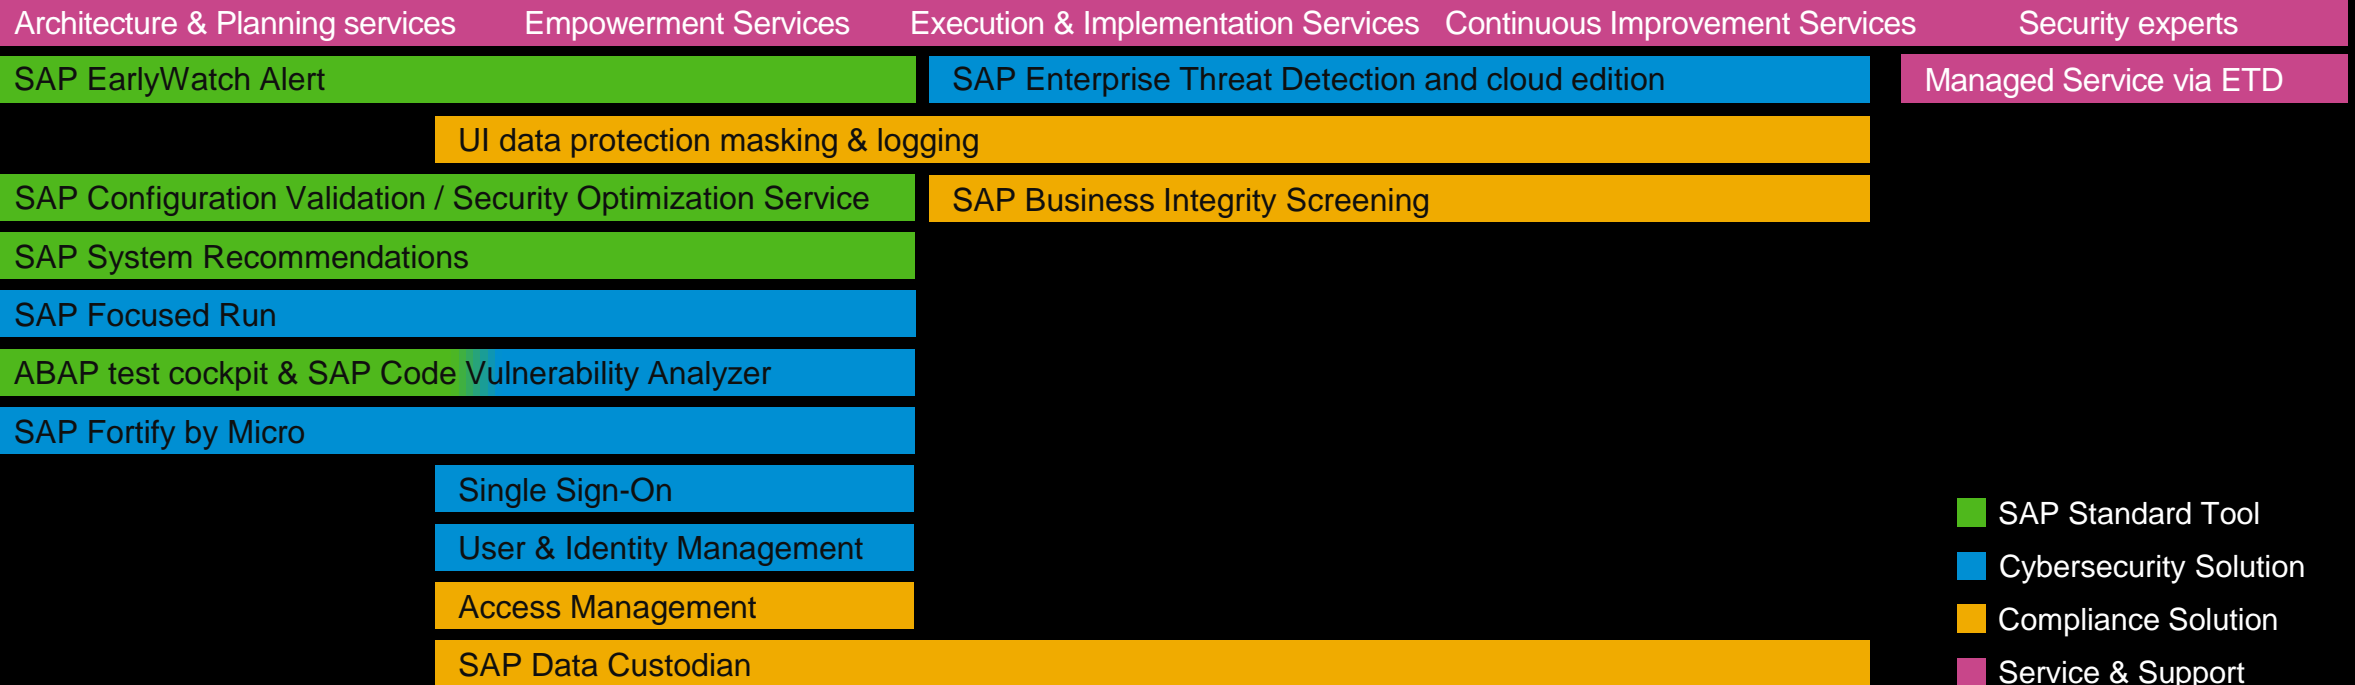 Architecture & Planning services Empowerment Services Execution & Implementation Services Continuous Improvement Services Security experts
SAP EarlyWatch Alert SAP Enterprise Threat Detection and cloud edition Managed Service via ETD
UI data protection masking & logging
SAP Configuration Validation / Security Optimization Service SAP Business Integrity Screening
SAP System Recommendations
SAP Focused Run
ABAP test cockpit & SAP Code Vulnerability Analyzer
SAP Fortify by Micro
Single Sign-On
User & Identity Management
Access Management
SAP Data Custodian
SAP Standard Tool
Cybersecurity Solution
Compliance Solution
Service & Support